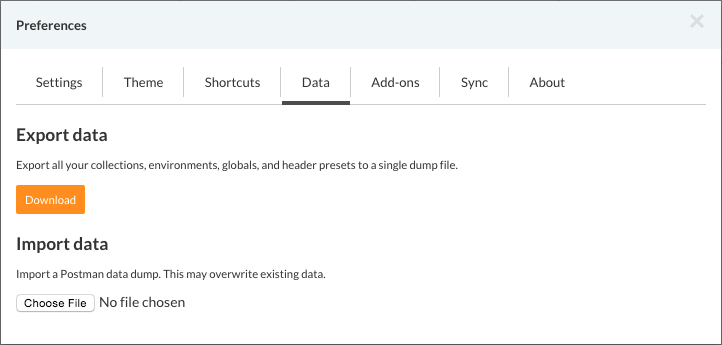 Preferences
Settings Theme Shortcuts Data Add-ons Sync About
Export data
Export all your collections, environments, globals, and header presets to a single dump file.
Download
Import data
Import a Postman data dump. This may overwrite existing data.
Choose File No file chosen